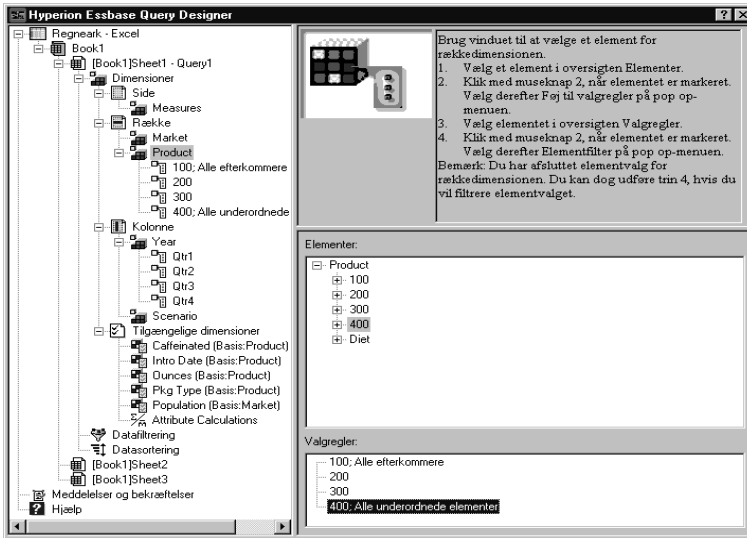 Hyperion Essbase Query Designer
Regneark - Excel
Book1
[Book1]Sheet1 - Query1
Dimensioner
Side
Measures
Række
Market
Product
100; Alle efterkommere
200
300
400; Alle underordnede
Kolonne
Year
Qtr1
Qtr2
Qtr3
Qtr4
Scenario
Tilgængelige dimensioner
Caffeinated (Basis:Product)
Intro Date (Basis:Product)
Ounces (Basis:Product)
Pkg Type (Basis:Product)
Population (Basis:Market)
Attribute Calculations
Datafiltrering
Datasortering
[Book1]Sheet2
[Book1]Sheet3
Meddelelser og bekræftelser
Hjælp
Brug vinduet til at vælge et element for
rækkedimensionen.
1. Vælg et element i oversigten Elementer.
2. Klik med museknap 2, når elementet er markeret.
Vælg derefter Føj til valgregler på pop op-
menuen.
3. Vælg elementet i oversigten Valgregler.
4. Klik med museknap 2, når elementet er markeret.
Vælg derefter Elementfilter på pop op-menuen.
Bemærk: Du har afsluttet elementvalg for
rækkedimensionen. Du kan dog udføre trin 4, hvis du
vil filtrere elementvalget.
Elementer:
Product
100
200
300
400
Diet
Valgregler:
100; Alle efterkommere
200
300
400; Alle underordnede elementer